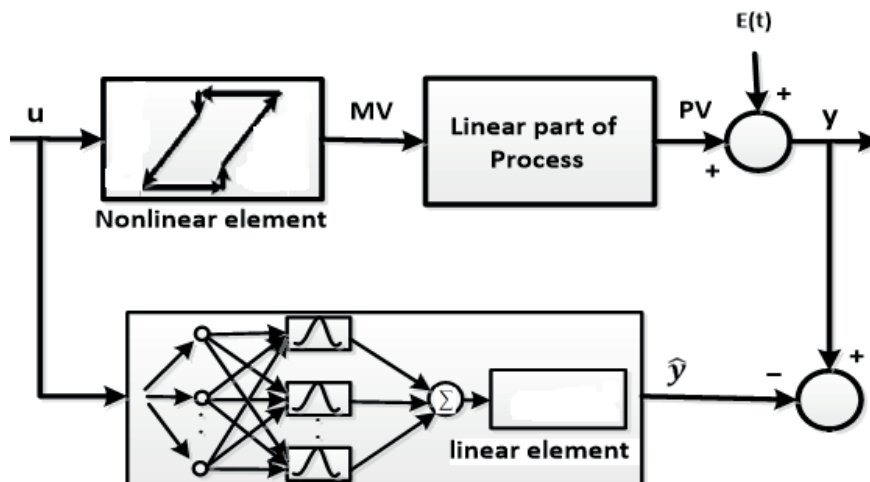 E(t)
u
MV
PV
+
y
Linear part of
Process
+
Nonlinear element
ŷ
+
−
Σ
linear element